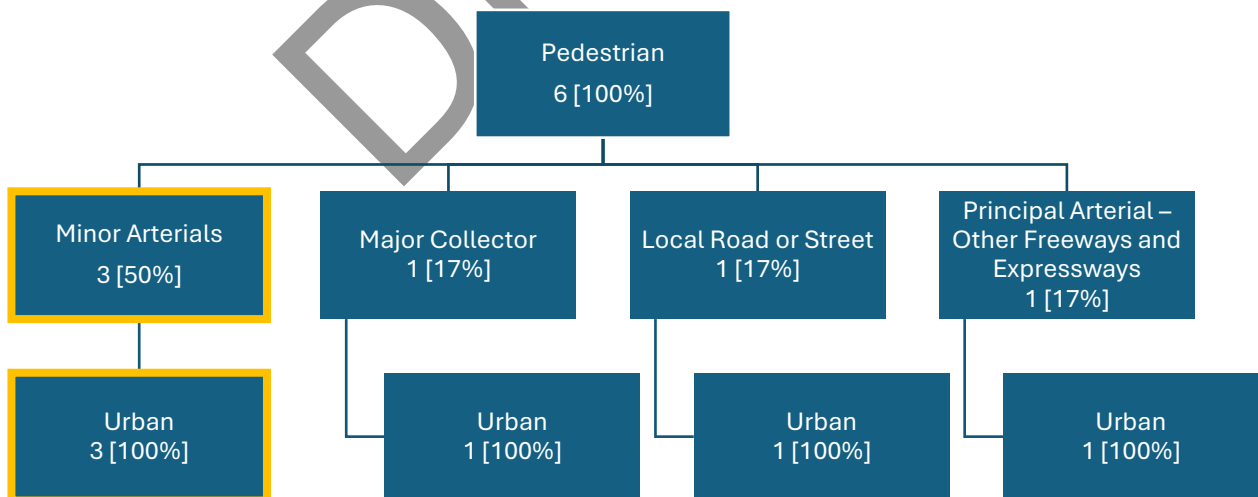 Pedestrian
6 [100%]
Minor Arterials
3 [50%]
Major Collector
1 [17%]
Local Road or Street
1 [17%]
Principal Arterial –
Other Freeways and
Expressways
1 [17%]
Urban
3 [100%]
Urban
1 [100%]
Urban
1 [100%]
Urban
1 [100%]